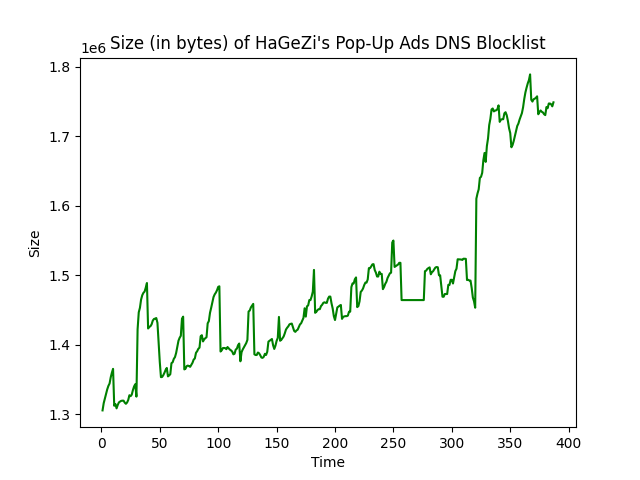 Size (in bytes) of HaGeZi's Pop-Up Ads DNS Blocklist
1e6
1.8
1.7
1.6
1.5
1.4
1.3
Size
0 50 100 150 200 250 300 350 400
Time